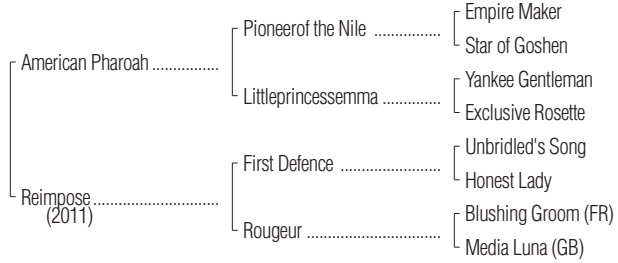 Empire Maker
Pioneerof the Nile ................
Star of Goshen
American Pharoah ................
Yankee Gentleman
Littleprincessemma ..............
Exclusive Rosette
Unbridled's Song
First Defence ........................
Honest Lady
Reimpose ..............................
(2011)
Blushing Groom (FR)
Rougeur ................................
Media Luna (GB)